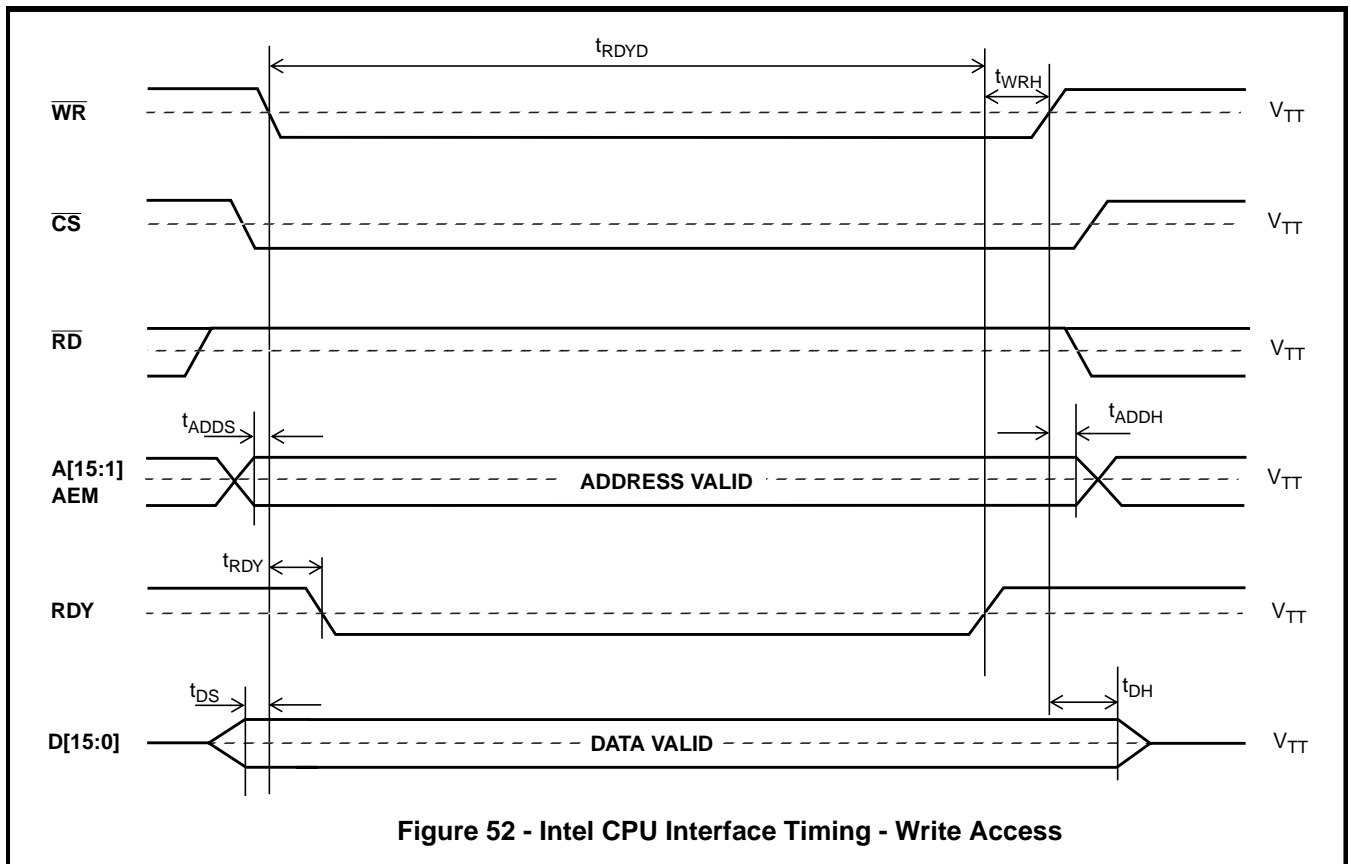 tRDYD
tWRH
WR
VTT
CS
VTT
RD
VTT
tADDS
tADDH
A[15:1]
AEM
ADDRESS VALID
VTT
tRDY
RDY
VTT
tDS
tDH
D[15:0]
DATA VALID
VTT
Figure 52 - Intel CPU Interface Timing - Write Access